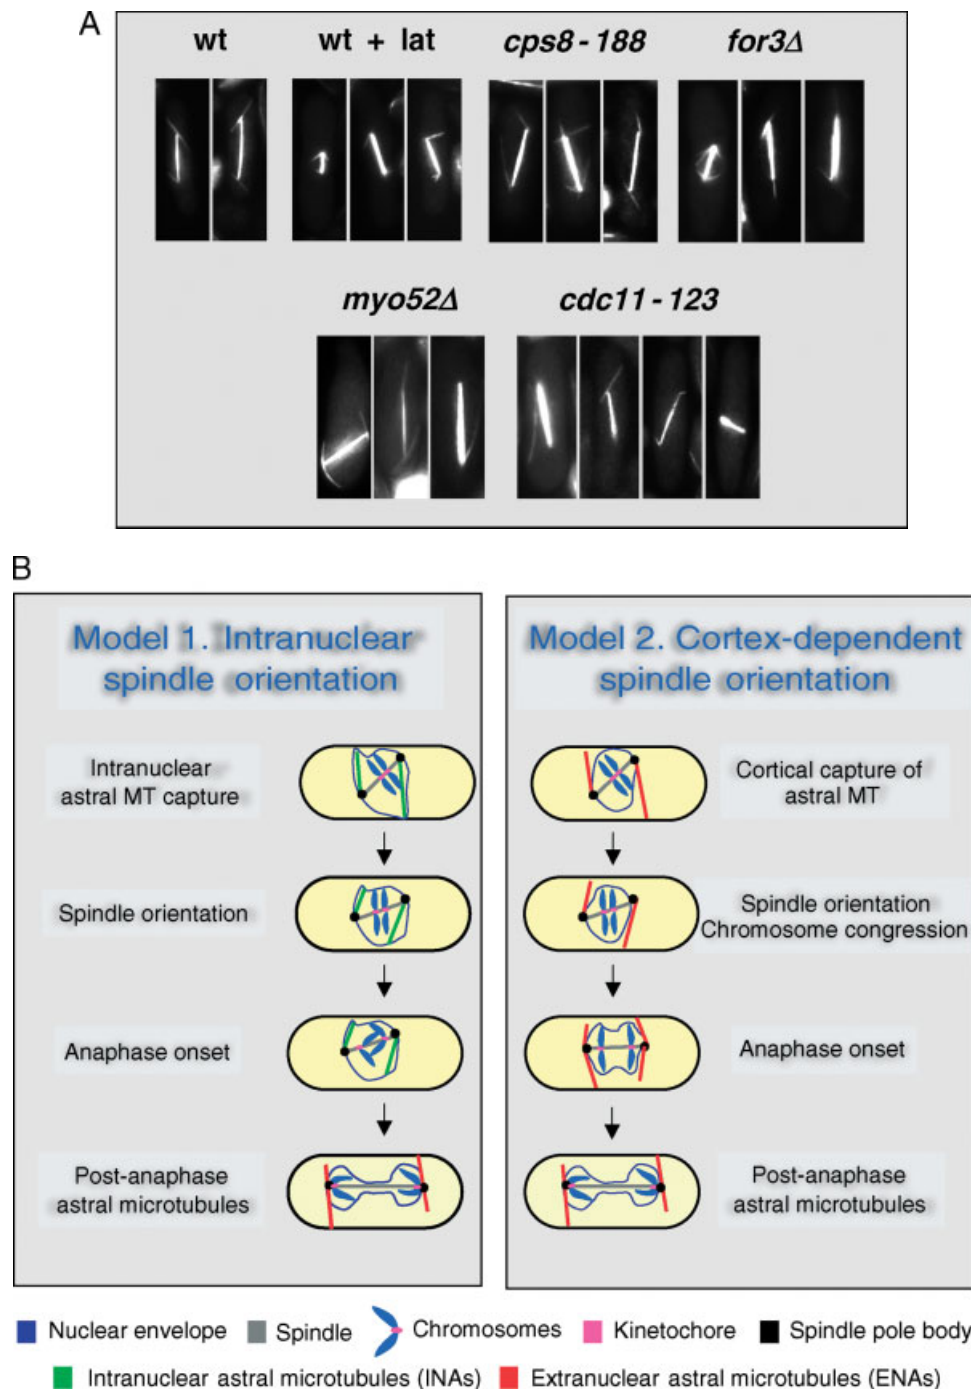 A
wt
wt + lat
cps8 - 188
for3Δ
myo52Δ
cdc11 - 123
B
Model 1. Intranuclear
spindle orientation
Intranuclear
astral MT capture
Spindle orientation
Anaphase onset
Post-anaphase
astral microtubules
Model 2. Cortex-dependent
spindle orientation
Cortical capture of
astral MT
Spindle orientation
Chromosome congression
Anaphase onset
Post-anaphase
astral microtubules
Nuclear envelope
Spindle
Chromosomes
Kinetochore
Spindle pole body
Intranuclear astral microtubules (INAs)
Extranuclear astral microtubules (ENAs)